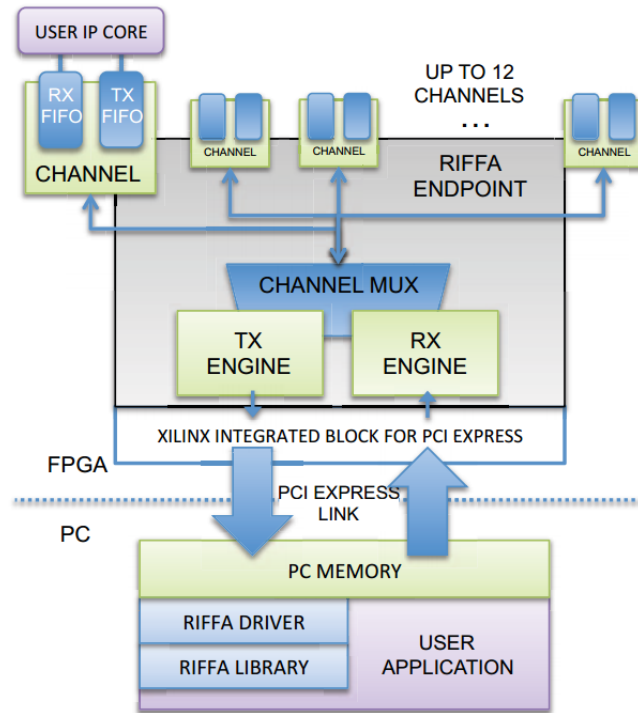 USER IP CORE
RX
FIFO
TX
FIFO
CHANNEL
CHANNEL
CHANNEL
UP TO 12
CHANNELS
...
CHANNEL
RIFFA
ENDPOINT
CHANNEL MUX
TX
ENGINE
RX
ENGINE
XILINX INTEGRATED BLOCK FOR PCI EXPRESS
FPGA
PCI EXPRESS
LINK
PC
PC MEMORY
RIFFA DRIVER
RIFFA LIBRARY
USER
APPLICATION